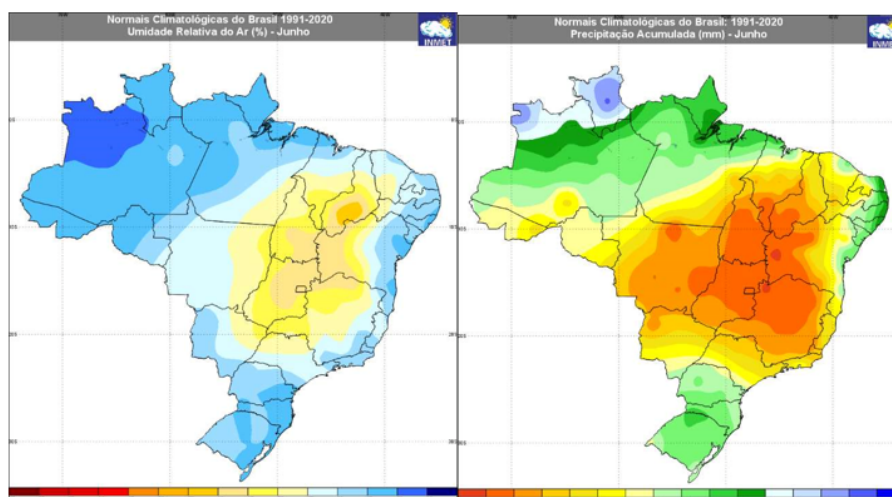 Normais Climatológicas do Brasil 1991-2020
Umidade Relativa do Ar (%) - Junho
INMET
Normais Climatológicas do Brasil: 1991-2020
Precipitação Acumulada (mm) - Junho
INMET